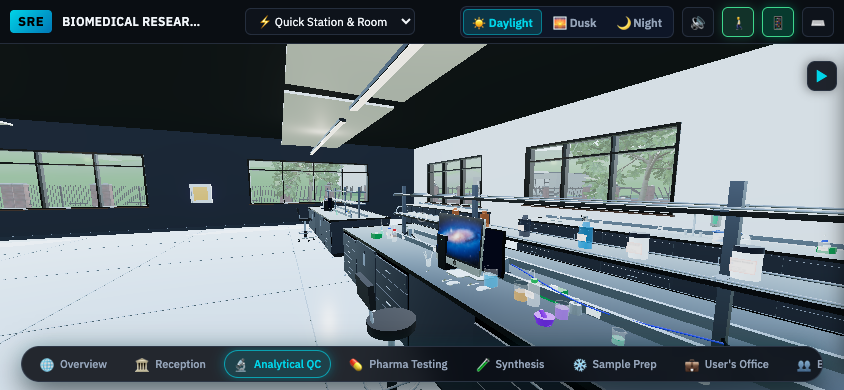 SRE BIOMEDICAL RESEAR... Quick Station & Room Daylight Dusk Night
Overview Reception Analytical QC Pharma Testing Synthesis Sample Prep User's Office